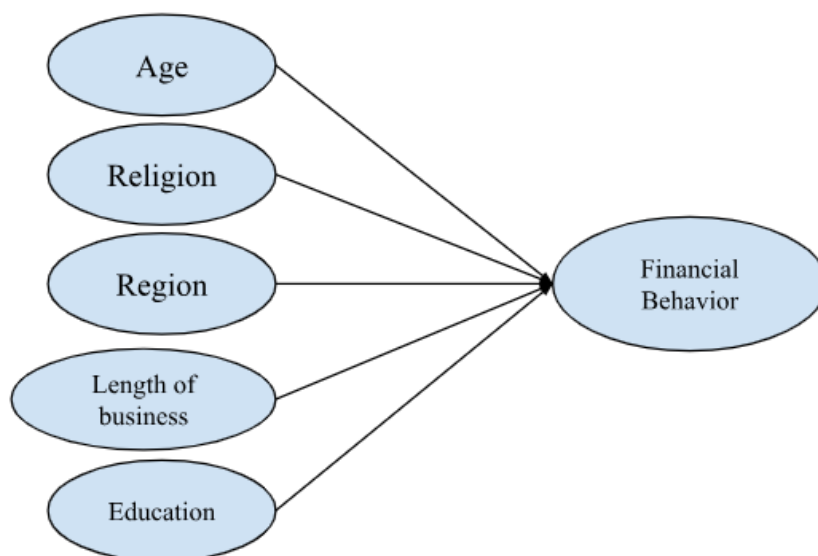 Age
Religion
Region
Length of
business
Education
Financial
Behavior